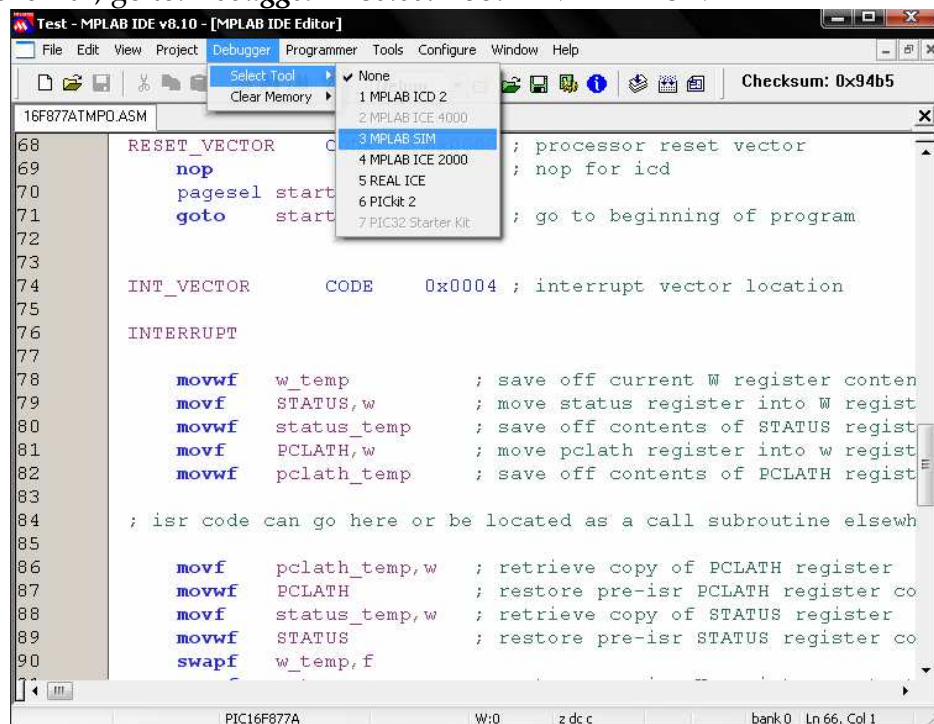 Test - MPLAB IDE v8.10 - [MPLAB IDE Editor]
File Edit View Project Debugger Programmer Tools Configure Window Help
Select Tool
Clear Memory
None
1 MPLAB ICD 2
2 MPLAB ICE 4000
3 MPLAB SIM
4 MPLAB ICE 2000
5 REAL ICE
6 PICkit 2
7 PIC32 Starter Kit
Checksum: 0x94b5
16F877ATMPO.ASM
68 RESET_VECTOR C ; processor reset vector
69 nop ; nop for icd
70 pagesel start
71 goto start ; go to beginning of program
72
73
74 INT_VECTOR CODE 0x0004 ; interrupt vector location
75
76 INTERRUPT
77
78 movwf w_temp ; save off current W register conten
79 movf STATUS,w ; move status register into W regist
80 movwf status_temp ; save off contents of STATUS regist
81 movf PCLATH,w ; move pclath register into w regist
82 movwf pclath_temp ; save off contents of PCLATH regist
83
84 ; isr code can go here or be located as a call subroutine elsewh
85
86 movf pclath_temp,w ; retrieve copy of PCLATH register
87 movwf PCLATH ; restore pre-isr PCLATH register co
88 movf status_temp,w ; retrieve copy of STATUS register
89 movwf STATUS ; restore pre-isr STATUS register co
90 swapf w_temp,f
PIC16F877A W:0 z dc c bank 0 Ln 66, Col 1